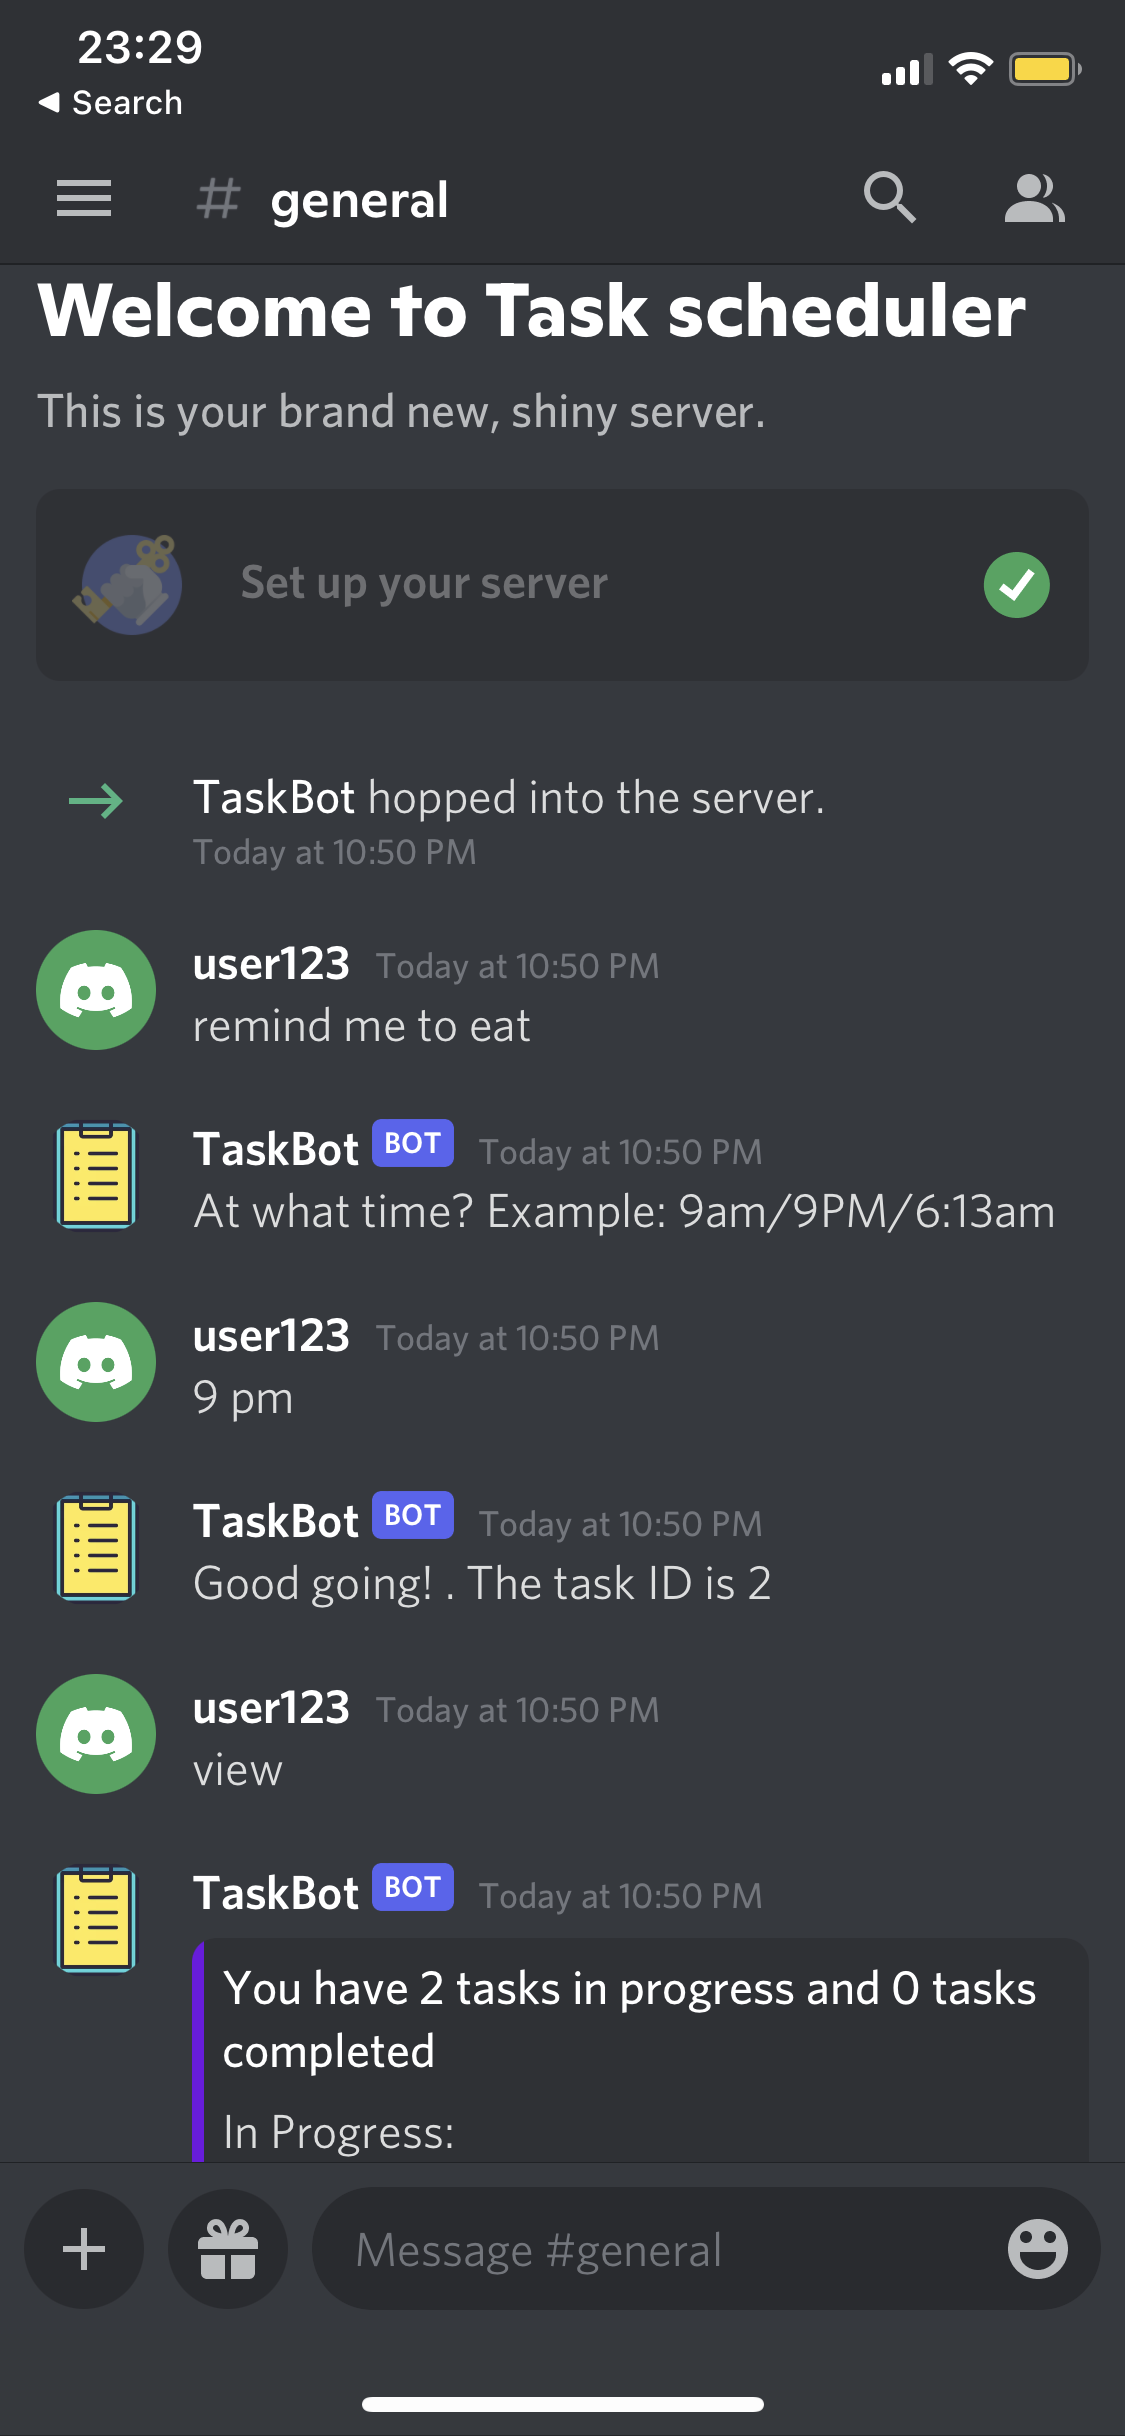 23:29
Search
# general
Welcome to Task scheduler
This is your brand new, shiny server.
Set up your server
TaskBot hopped into the server.
Today at 10:50 PM
user123 Today at 10:50 PM
remind me to eat
TaskBot BOT Today at 10:50 PM
At what time? Example: 9am/9PM/6:13am
user123 Today at 10:50 PM
9 pm
TaskBot BOT Today at 10:50 PM
Good going! . The task ID is 2
user123 Today at 10:50 PM
view
TaskBot BOT Today at 10:50 PM
You have 2 tasks in progress and 0 tasks
completed
In Progress:
Message #general